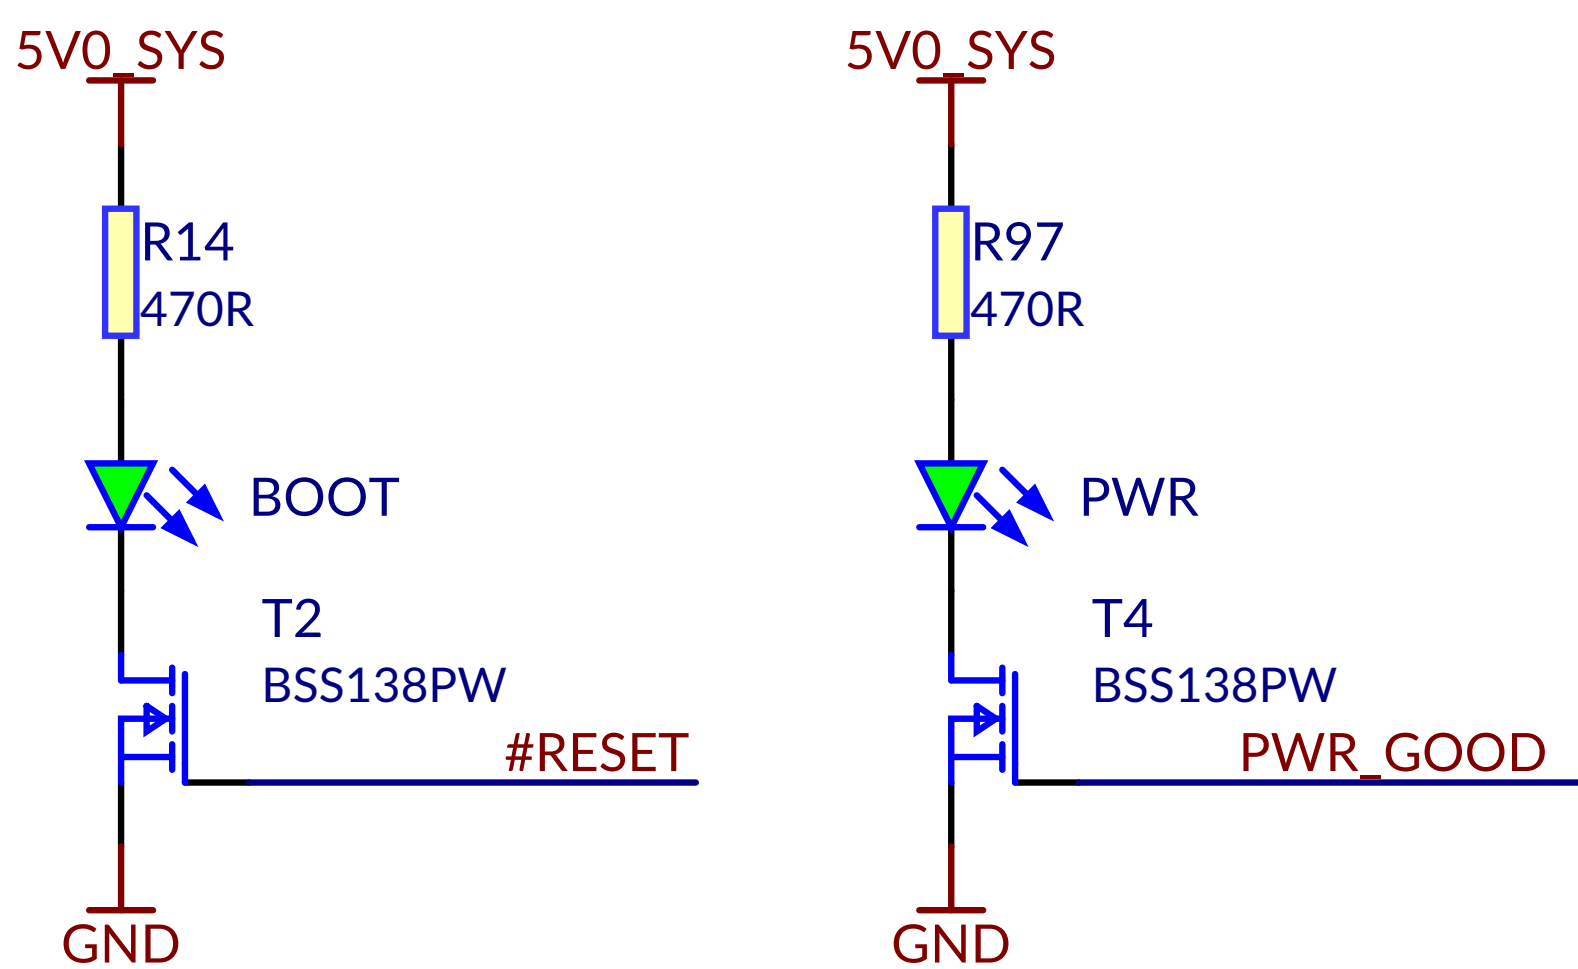 5V0_SYS
R14
470R
BOOT
T2
BSS138PW
#RESET
GND
5V0_SYS
R97
470R
PWR
T4
BSS138PW
PWR_GOOD
GND